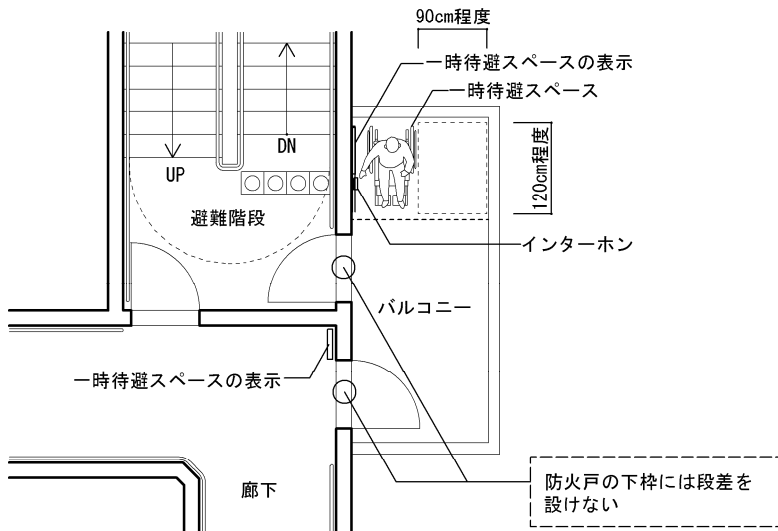 90cm程度
一時待避スペースの表示
一時待避スペース
120cm程度
UP
DN
避難階段
インターホン
バルコニー
一時待避スペースの表示
廊下
防火戸の下枠には段差を
設けない